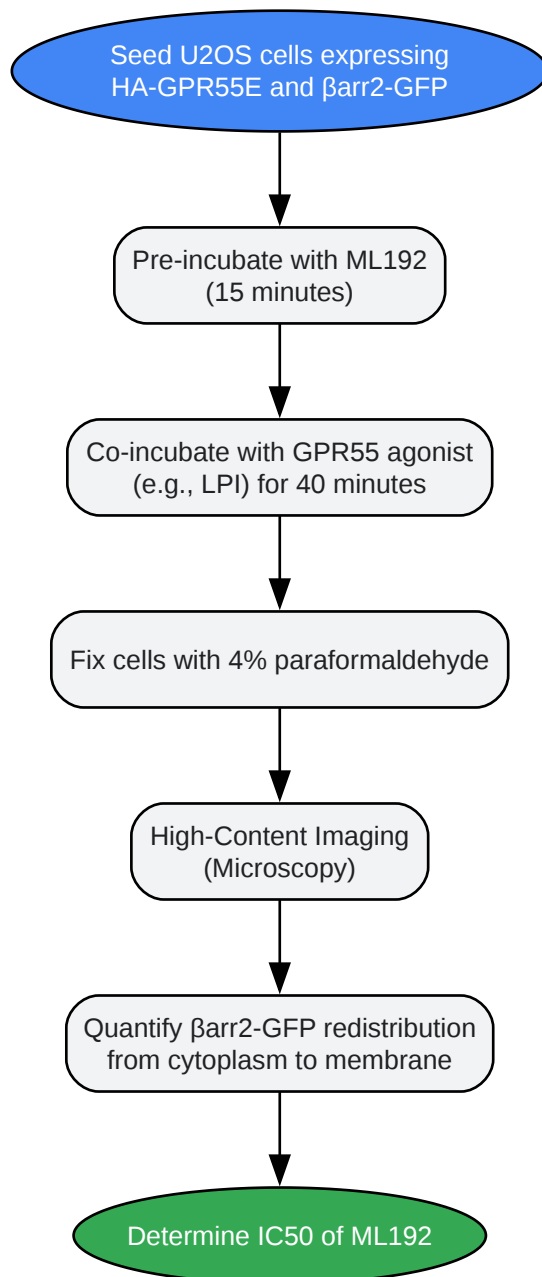 Seed U2OS cells expressing
HA-GPR55E and βarr2-GFP
Pre-incubate with ML192
(15 minutes)
Co-incubate with GPR55 agonist
(e.g., LPI) for 40 minutes
Fix cells with 4% paraformaldehyde
High-Content Imaging
(Microscopy)
Quantify βarr2-GFP redistribution
from cytoplasm to membrane
Determine IC50 of ML192